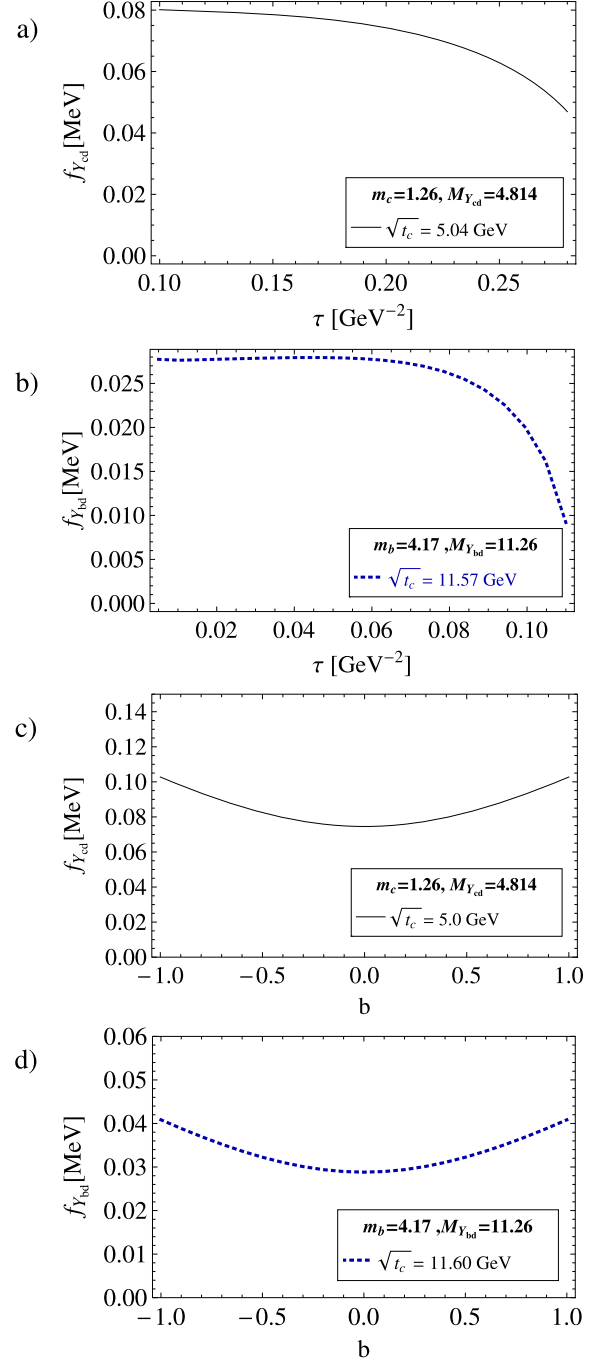 a)
0.08
0.06
0.04
0.02
0.00
f_{Y_{cd}} [MeV]
m_c=1.26, M_{Y_{cd}}=4.814
√t_c = 5.04 GeV
0.10 0.15 0.20 0.25
τ [GeV⁻²]
b)
0.025
0.020
0.015
0.010
0.005
0.000
f_{Y_{bd}} [MeV]
m_b=4.17 ,M_{Y_{bd}}=11.26
√t_c = 11.57 GeV
0.02 0.04 0.06 0.08 0.10
τ [GeV⁻²]
c)
0.14
0.12
0.10
0.08
0.06
0.04
0.02
0.00
f_{Y_{cd}} [MeV]
m_c=1.26, M_{Y_{cd}}=4.814
√t_c = 5.0 GeV
−1.0 −0.5 0.0 0.5 1.0
b
d)
0.06
0.05
0.04
0.03
0.02
0.01
0.00
f_{Y_{bd}} [MeV]
m_b=4.17 ,M_{Y_{bd}}=11.26
√t_c = 11.60 GeV
−1.0 −0.5 0.0 0.5 1.0
b